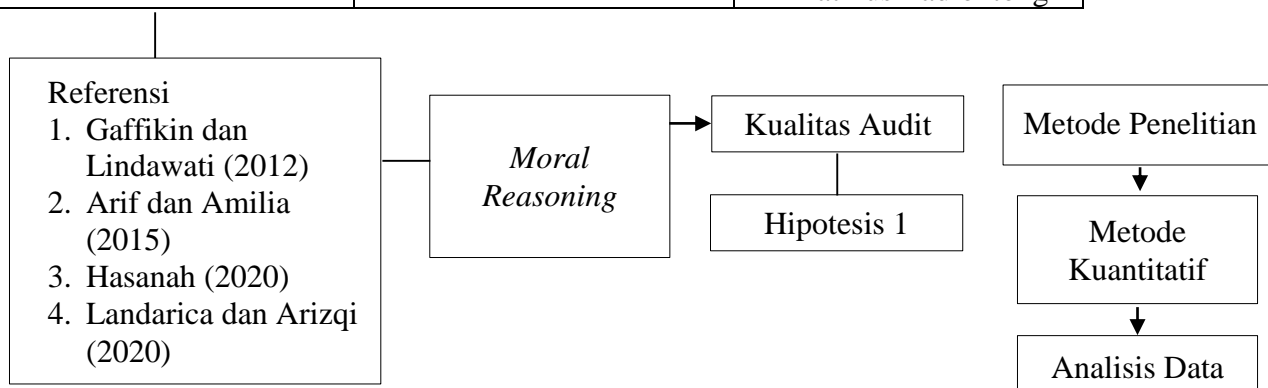 Referensi
1. Gaffikin dan
Lindawati (2012)
2. Arif dan Amilia
(2015)
3. Hasanah (2020)
4. Landarica dan Arizqi
(2020)
Moral
Reasoning
Kualitas Audit
Hipotesis 1
Metode Penelitian
Metode
Kuantitatif
Analisis Data